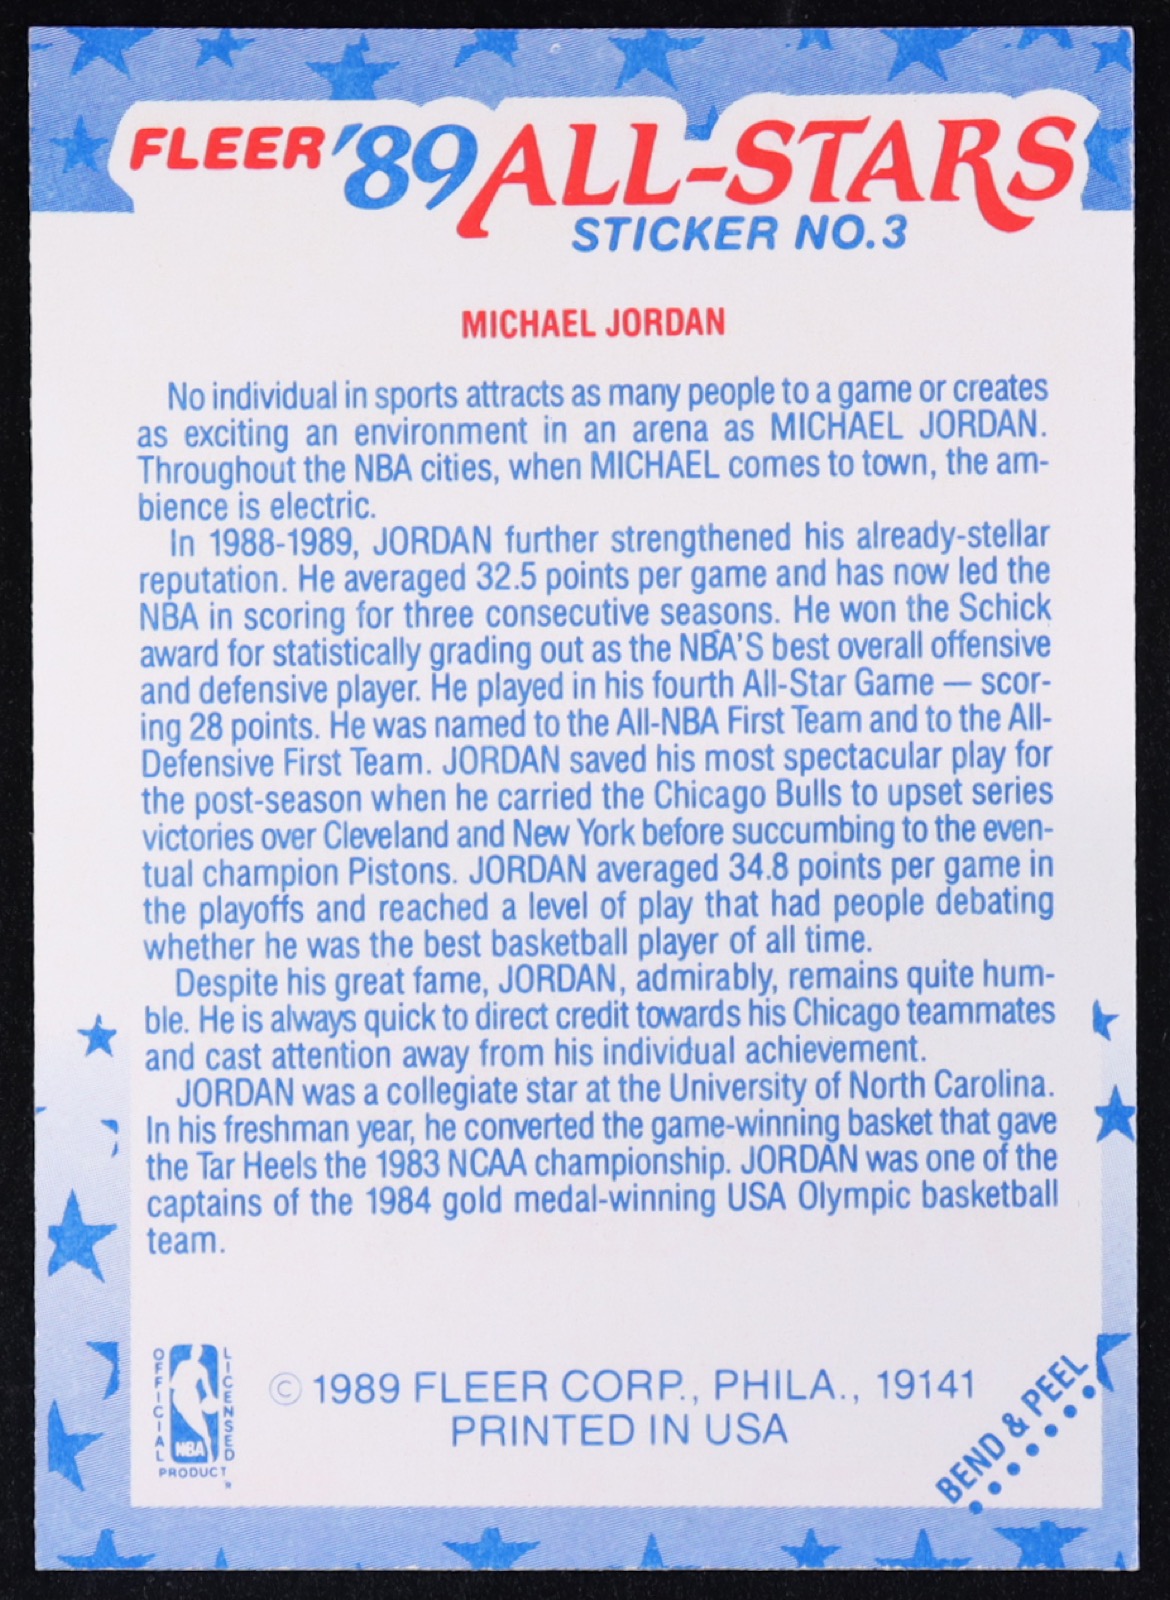 FLEER '89 ALL-STARS
STICKER NO.3
MICHAEL JORDAN
No individual in sports attracts as many people to a game or creates
as exciting an environment in an arena as MICHAEL JORDAN.
Throughout the NBA cities, when MICHAEL comes to town, the am-
bience is electric.
In 1988-1989, JORDAN further strengthened his already-stellar
reputation. He averaged 32.5 points per game and has now led the
NBA in scoring for three consecutive seasons. He won the Schick
award for statistically grading out as the NBA'S best overall offensive
and defensive player. He played in his fourth All-Star Game — scor-
ing 28 points. He was named to the All-NBA First Team and to the All-
Defensive First Team. JORDAN saved his most spectacular play for
the post-season when he carried the Chicago Bulls to upset series
victories over Cleveland and New York before succumbing to the even-
tual champion Pistons. JORDAN averaged 34.8 points per game in
the playoffs and reached a level of play that had people debating
whether he was the best basketball player of all time.
Despite his great fame, JORDAN, admirably, remains quite hum-
ble. He is always quick to direct credit towards his Chicago teammates
and cast attention away from his individual achievement.
JORDAN was a collegiate star at the University of North Carolina.
In his freshman year, he converted the game-winning basket that gave
the Tar Heels the 1983 NCAA championship. JORDAN was one of the
captains of the 1984 gold medal-winning USA Olympic basketball
team.
OFFICIAL
LICENSED
NBA
PRODUCT
© 1989 FLEER CORP., PHILA., 19141
PRINTED IN USA
BEND & PEEL